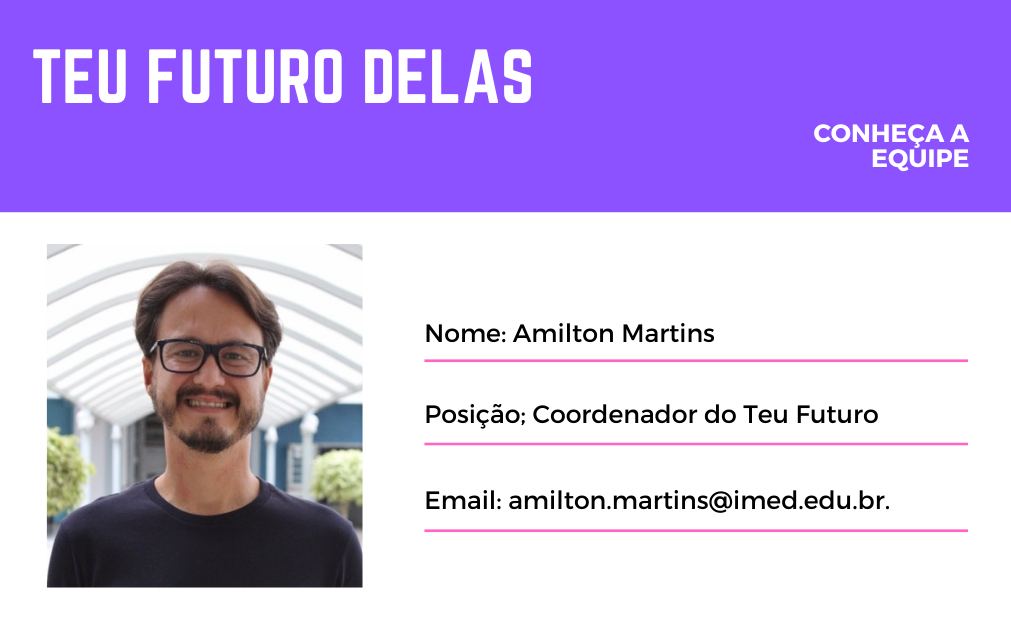 TEU FUTURO DELAS
CONHEÇA A
EQUIPE
Nome: Amilton Martins
Posição; Coordenador do Teu Futuro
Email: amilton.martins@imed.edu.br.